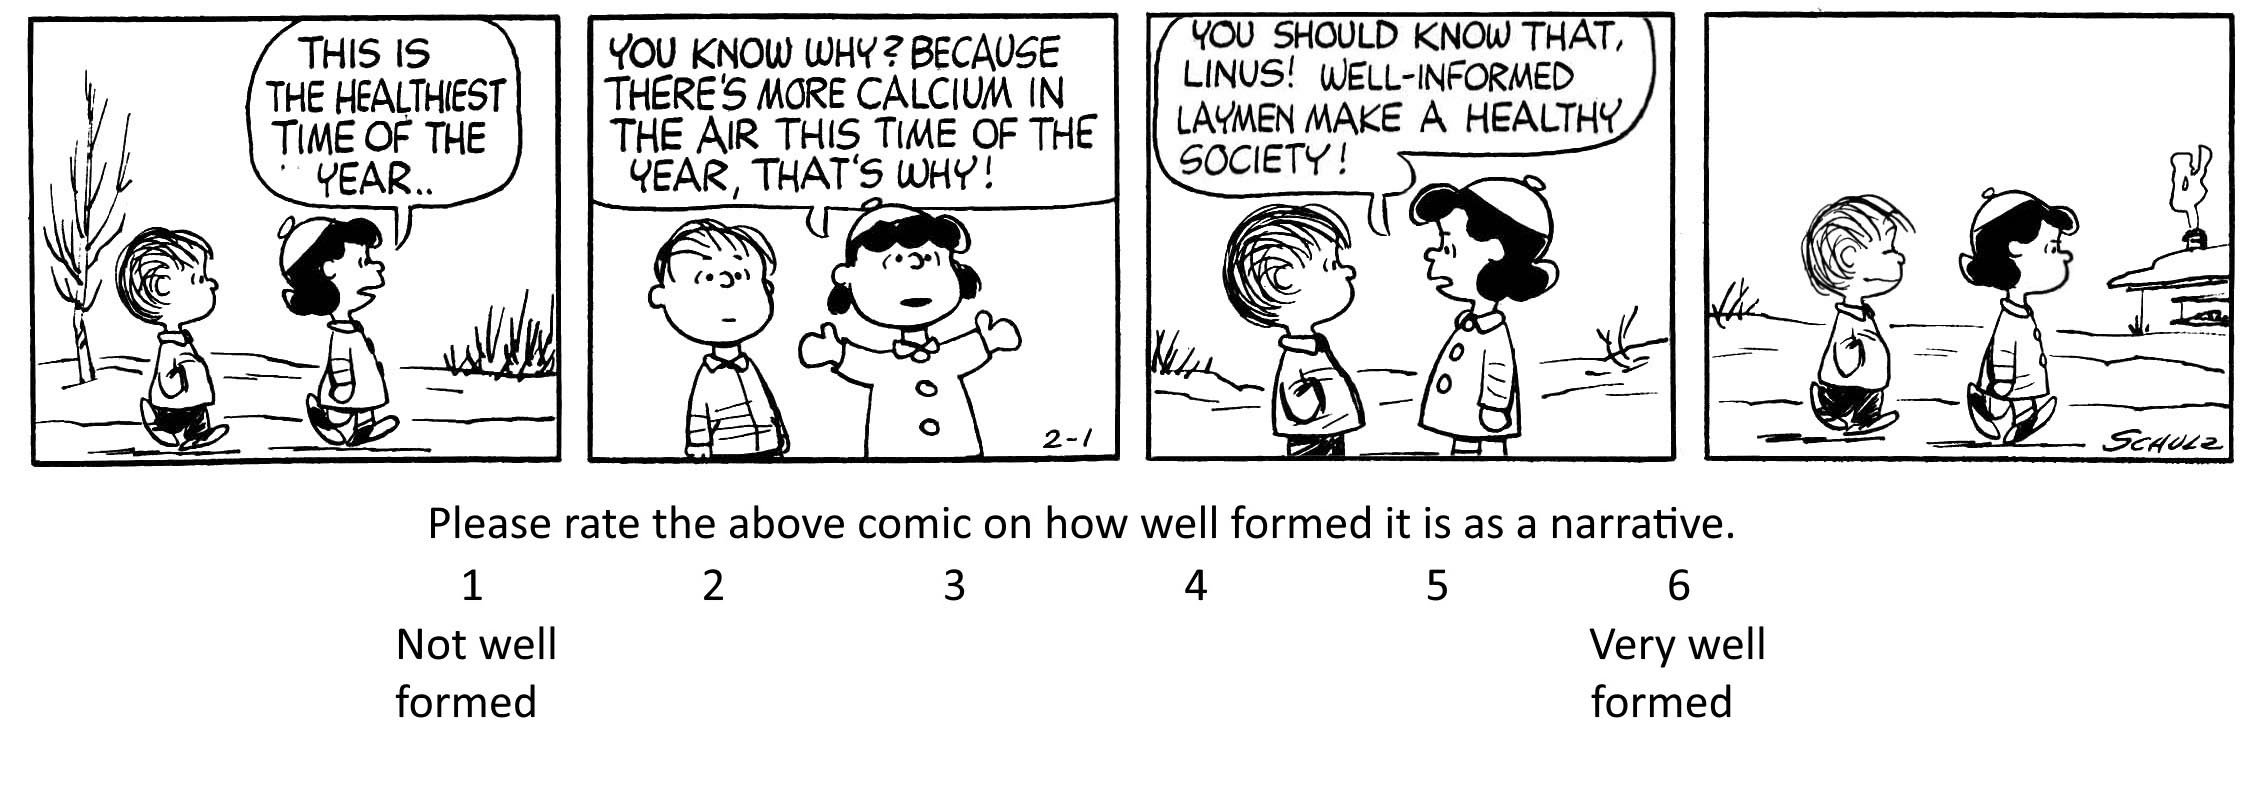 THIS IS
THE HEALTHIEST
TIME OF THE
YEAR..
YOU KNOW WHY? BECAUSE
THERE'S MORE CALCIUM IN
THE AIR THIS TIME OF THE
YEAR, THAT'S WHY!
2-1
YOU SHOULD KNOW THAT,
LINUS! WELL-INFORMED
LAYMEN MAKE A HEALTHY
SOCIETY!
SCHULZ
Please rate the above comic on how well formed it is as a narrative.
1 2 3 4 5 6
Not well
formed
Very well
formed